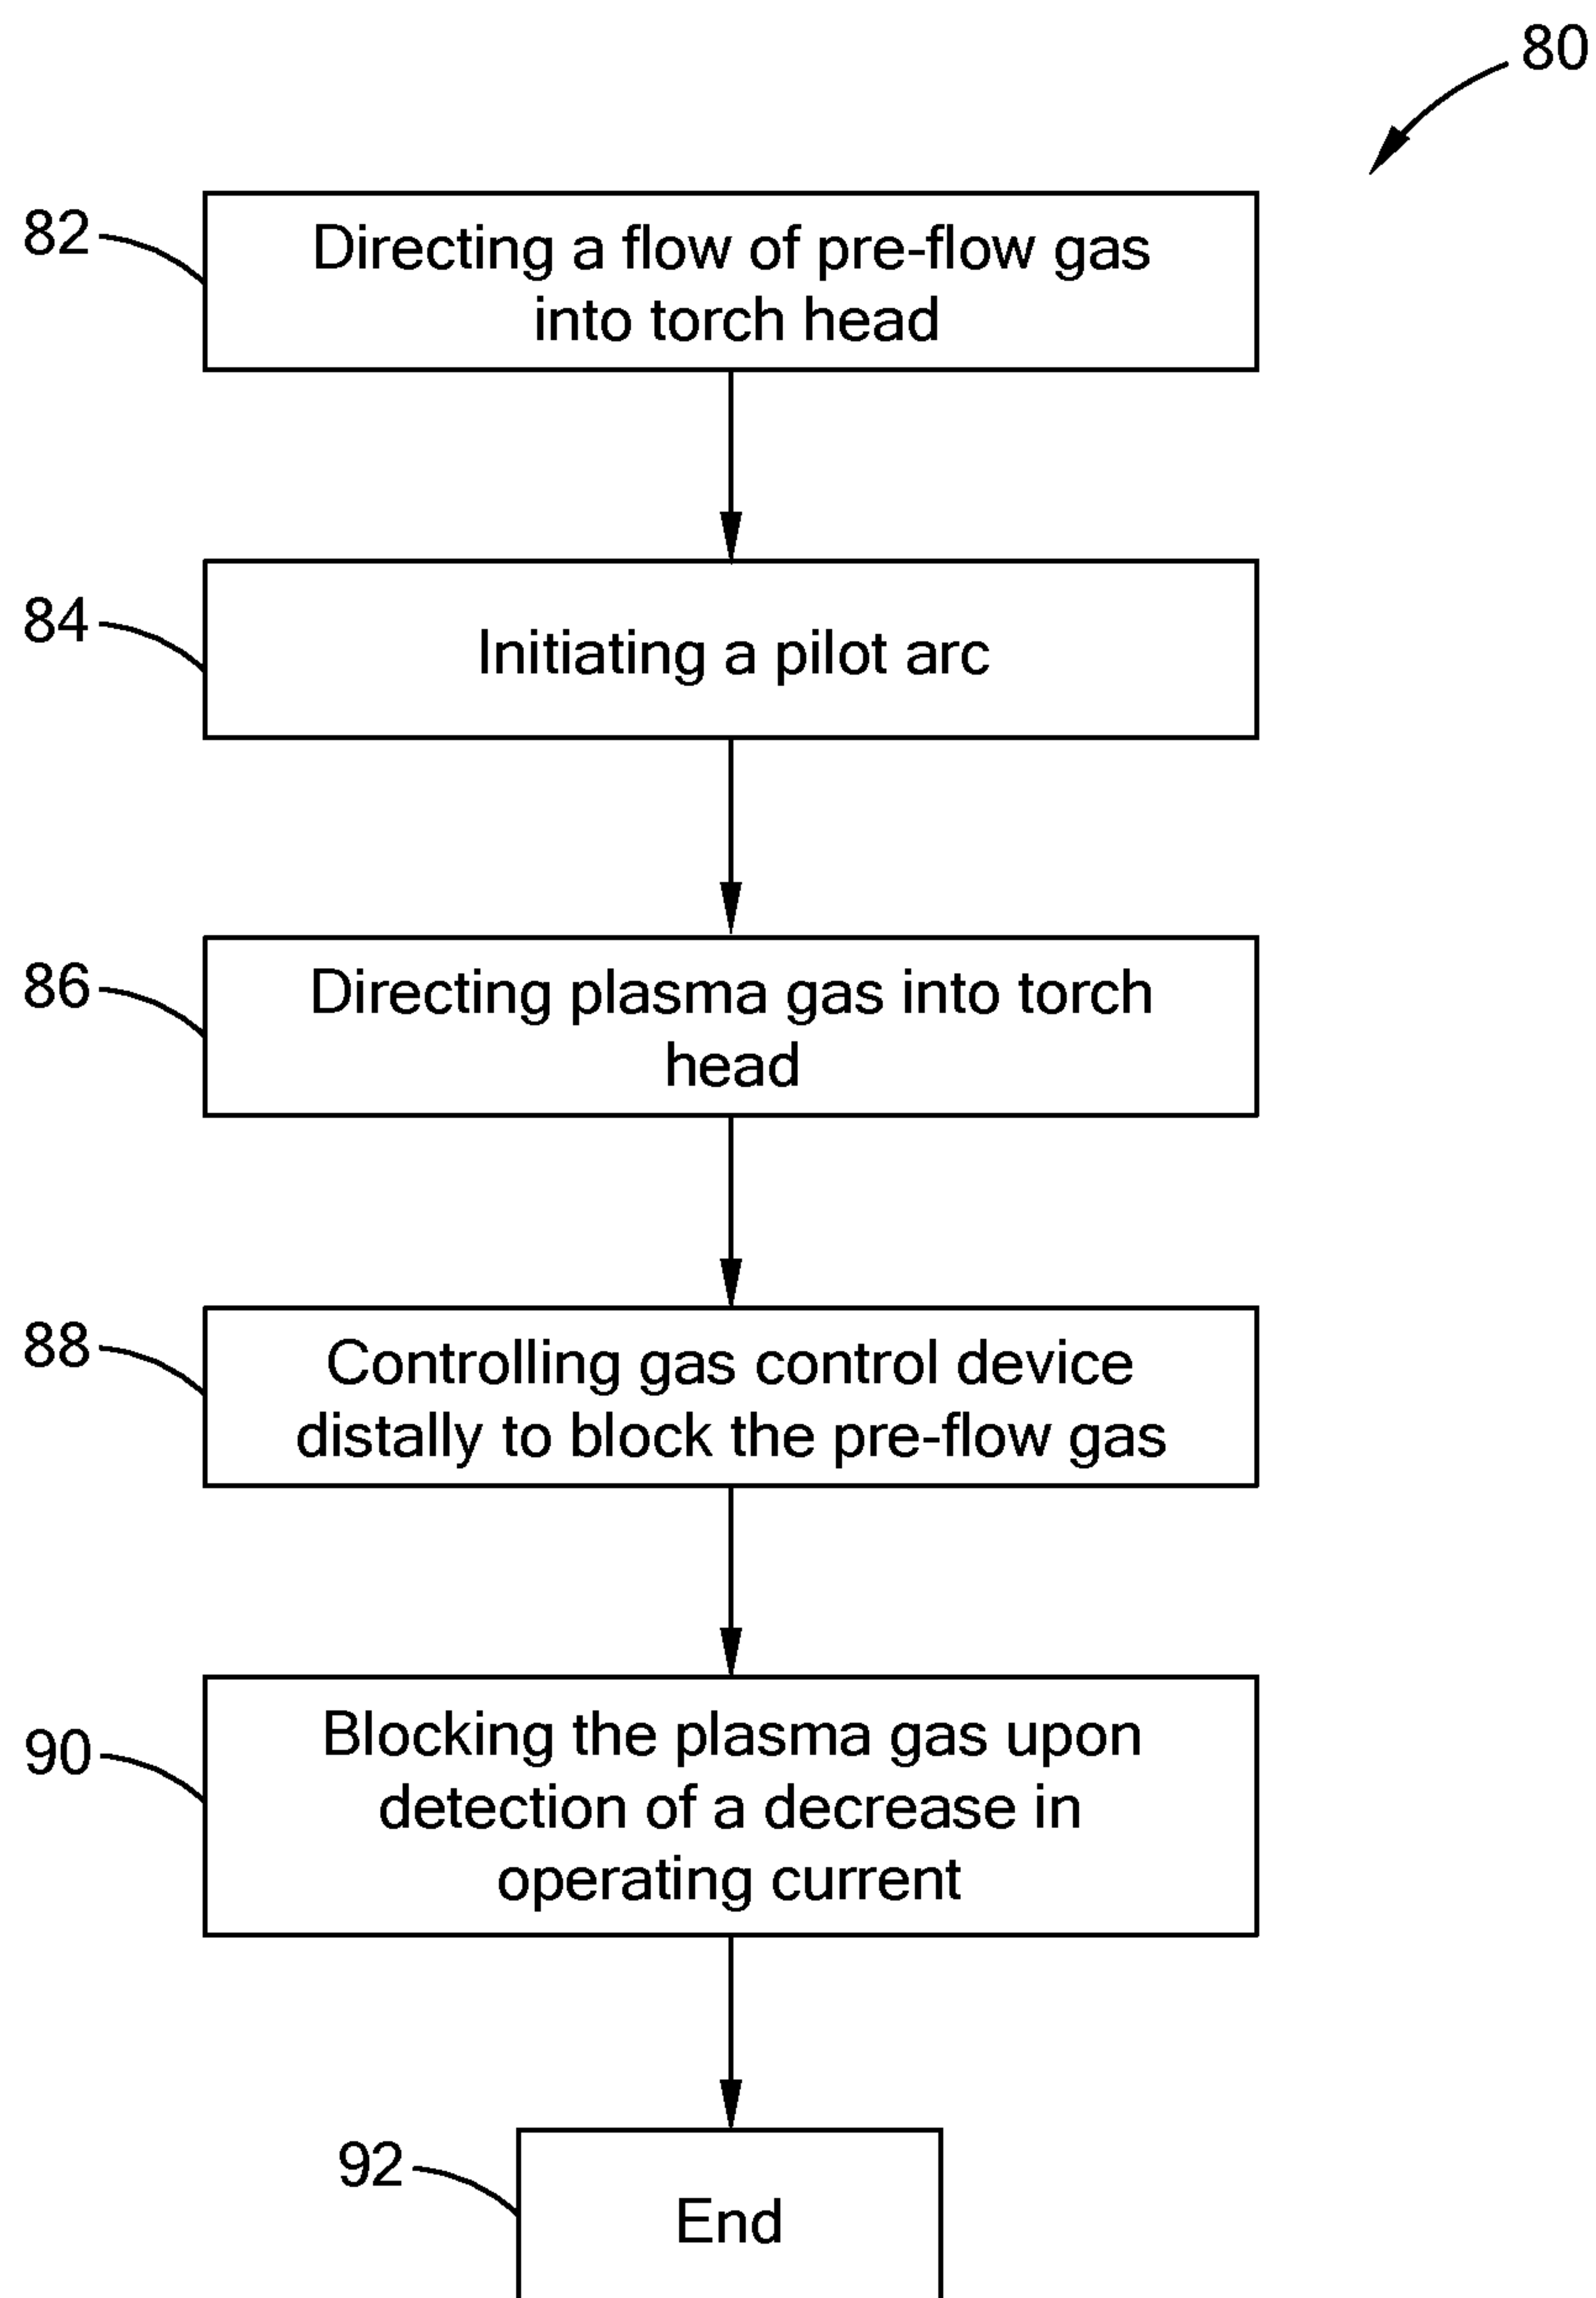 80
82
Directing a flow of pre-flow gas
into torch head
84
Initiating a pilot arc
86
Directing plasma gas into torch
head
88
Controlling gas control device
distally to block the pre-flow gas
90
Blocking the plasma gas upon
detection of a decrease in
operating current
92
End